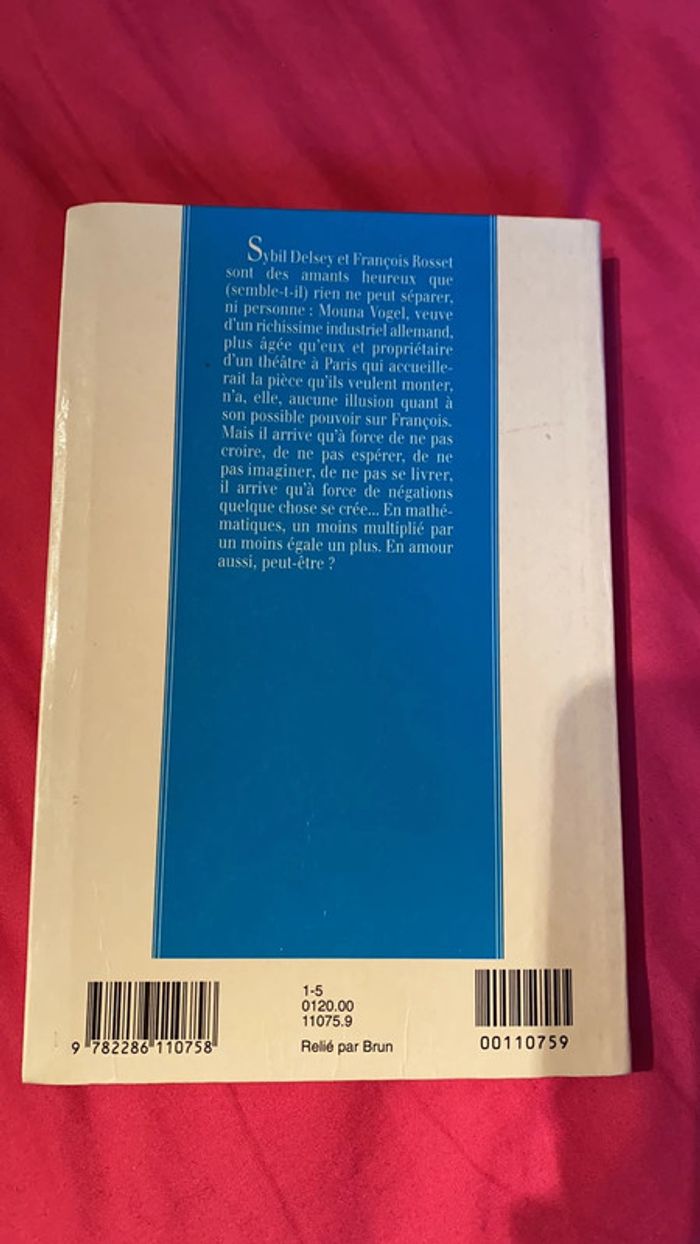 Sybil Delsey et François Rosset
sont des amants heureux que
(semble-t-il) rien ne peut séparer,
ni personne : Mouna Vogel, veuve
d'un richissime industriel allemand,
plus âgée qu'eux et propriétaire
d'un théâtre à Paris qui accueille-
rait la pièce qu'ils veulent monter,
n'a, elle, aucune illusion quant à
son possible pouvoir sur François.
Mais il arrive qu'à force de ne pas
croire, de ne pas espérer, de ne
pas imaginer, de ne pas se livrer,
il arrive qu'à force de négations
quelque chose se crée... En mathé-
matiques, un moins multiplié par
un moins égale un plus. En amour
aussi, peut-être ?
1-5
0120.00
11075.9
Relié par Brun
9 782286 110758
00110759